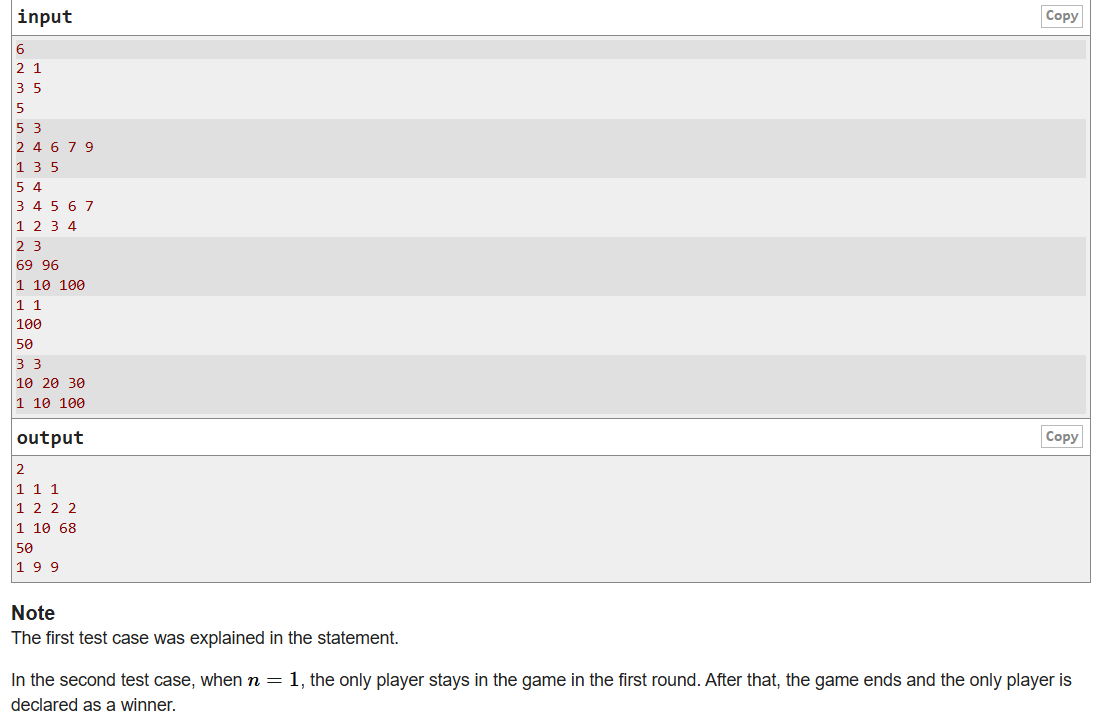 input
Copy
6
2 1
3 5
5
5 3
2 4 6 7 9
1 3 5
5 4
3 4 5 6 7
1 2 3 4
2 3
69 96
1 10 100
1 1
100
50
3 3
10 20 30
1 10 100
output
Copy
2
1 1 1
1 2 2 2
1 10 68
50
1 9 9
Note
The first test case was explained in the statement.
In the second test case, when n = 1, the only player stays in the game in the first round. After that, the game ends and the only player is
declared as a winner.